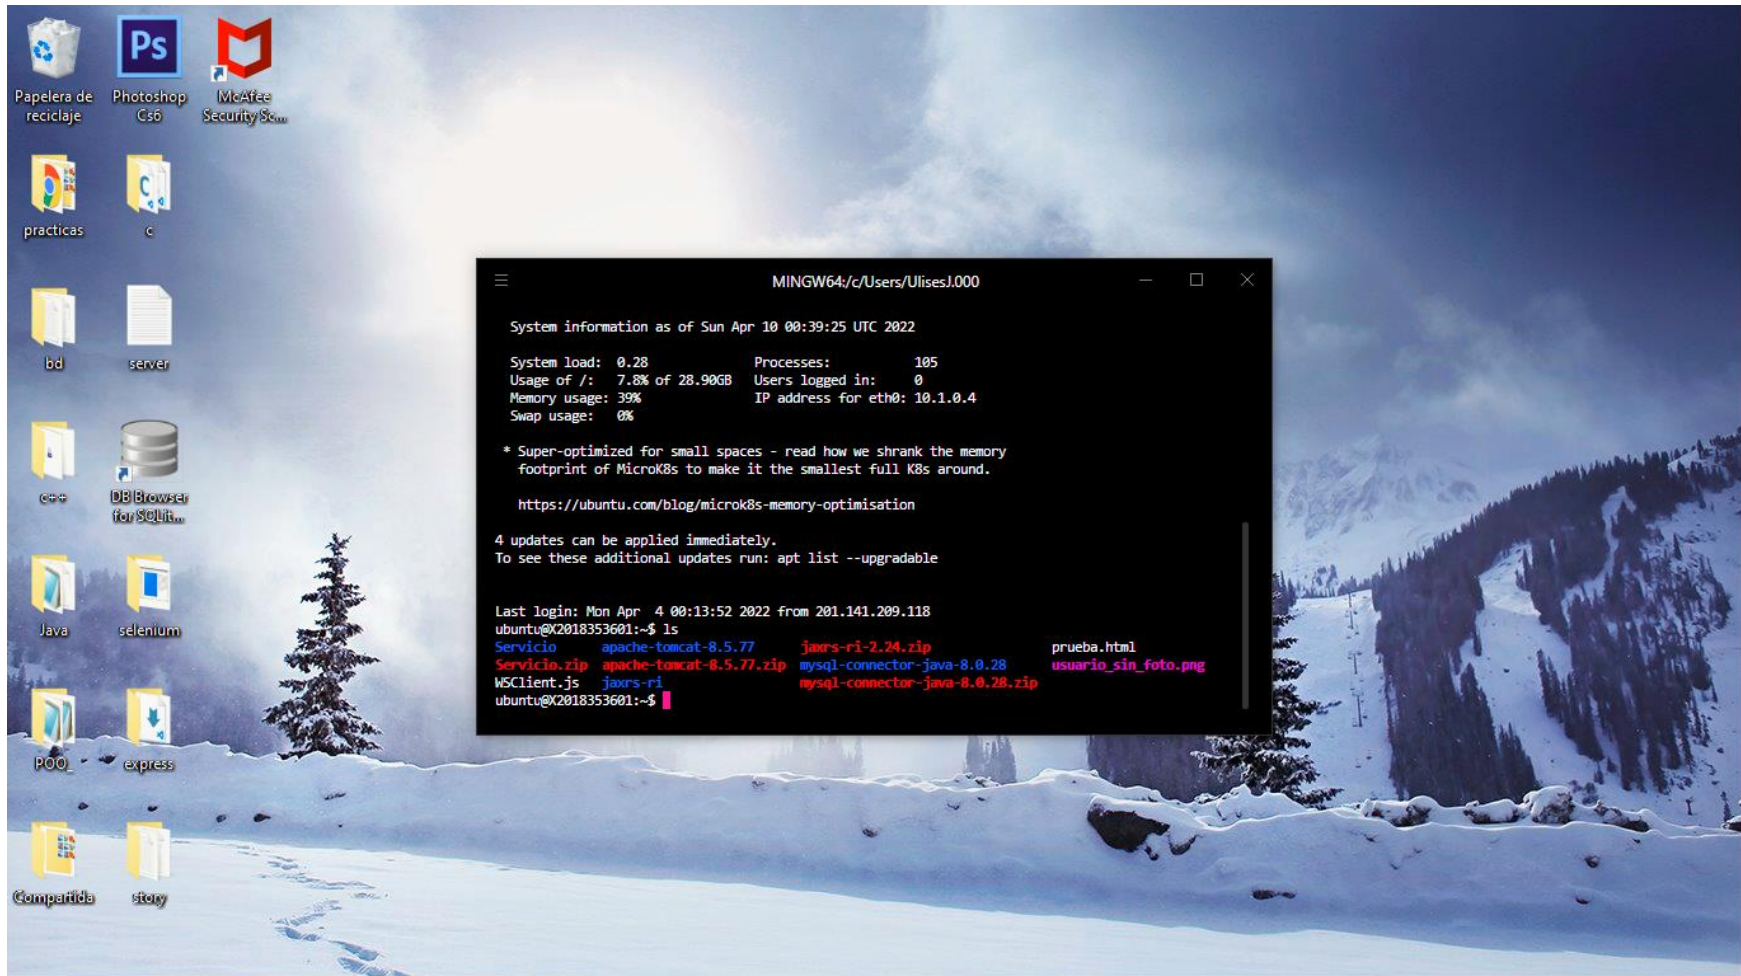 Papelera de
reciclaje
Ps
Photoshop
Cs6
McAfee
Security Sc...
practicas
C
c
bd
server
c++
DB Browser
for SQLit...
Java
selenium
POO_
express
Compartida
story
MINGW64:/c/Users/UlisesJ.000
System information as of Sun Apr 10 00:39:25 UTC 2022
System load: 0.28 Processes: 105
Usage of /: 7.8% of 28.90GB Users logged in: 0
Memory usage: 39% IP address for eth0: 10.1.0.4
Swap usage: 0%
* Super-optimized for small spaces - read how we shrank the memory
footprint of MicroK8s to make it the smallest full K8s around.
https://ubuntu.com/blog/microk8s-memory-optimisation
4 updates can be applied immediately.
To see these additional updates run: apt list --upgradable
Last login: Mon Apr 4 00:13:52 2022 from 201.141.209.118
ubuntu@X2018353601:~$ ls
Servicio apache-tomcat-8.5.77 jaxrs-ri-2.24.zip prueba.html
Servicio.zip apache-tomcat-8.5.77.zip mysql-connector-java-8.0.28 usuario_sin_foto.png
WSClient.js jaxrs-ri mysql-connector-java-8.0.28.zip
ubuntu@X2018353601:~$